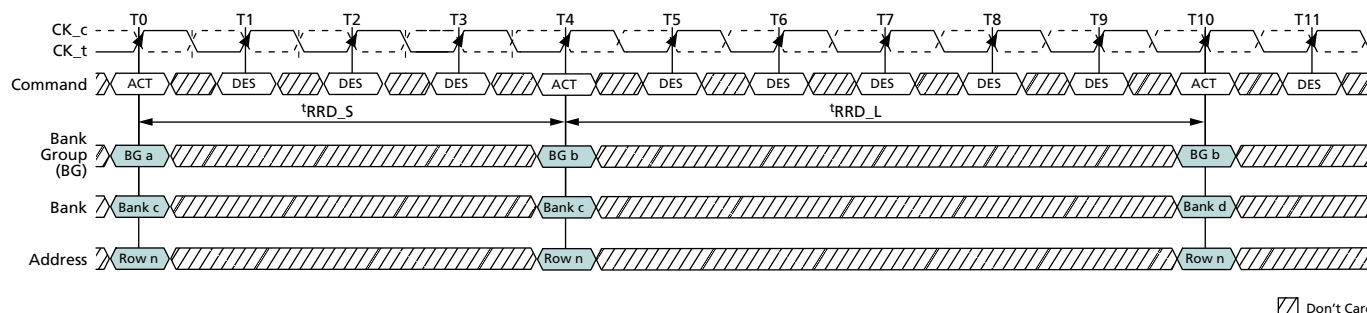 T0 T1 T2 T3 T4 T5 T6 T7 T8 T9 T10 T11
CK_c
CK_t
Command ACT DES DES DES ACT DES DES DES DES DES ACT DES
tRRD_S tRRD_L
Bank
Group
(BG)
BG a BG b BG b
Bank Bank c Bank c Bank d
Address Row n Row n Row n
Don't Care